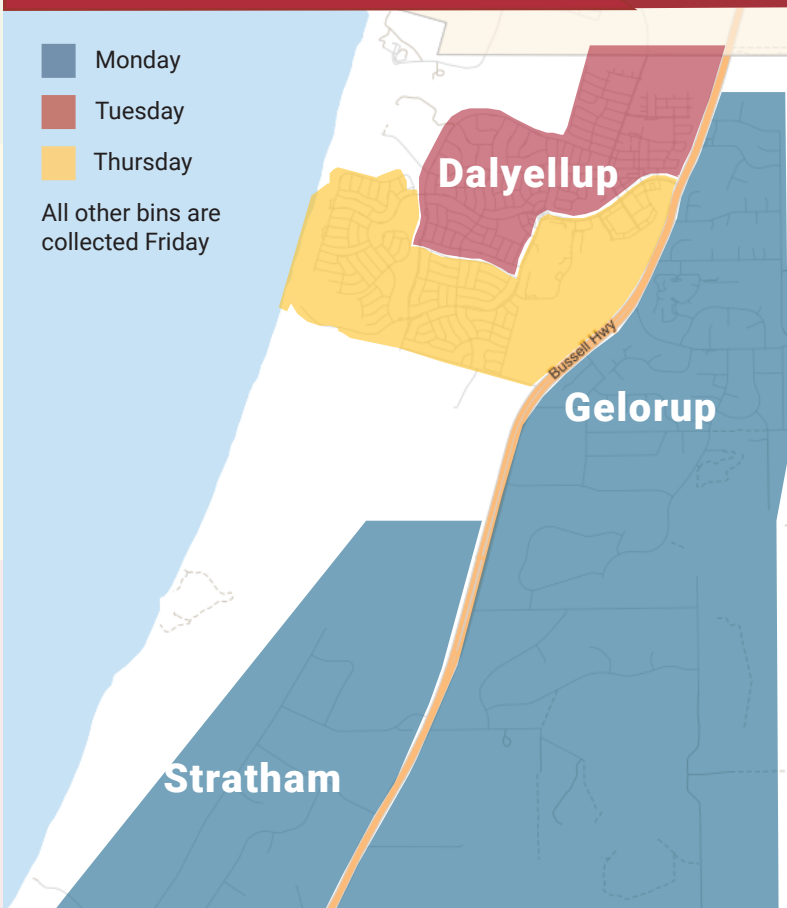 Monday
Tuesday
Thursday
All other bins are
collected Friday
Dalyellup
Bussell Hwy
Gelorup
Stratham